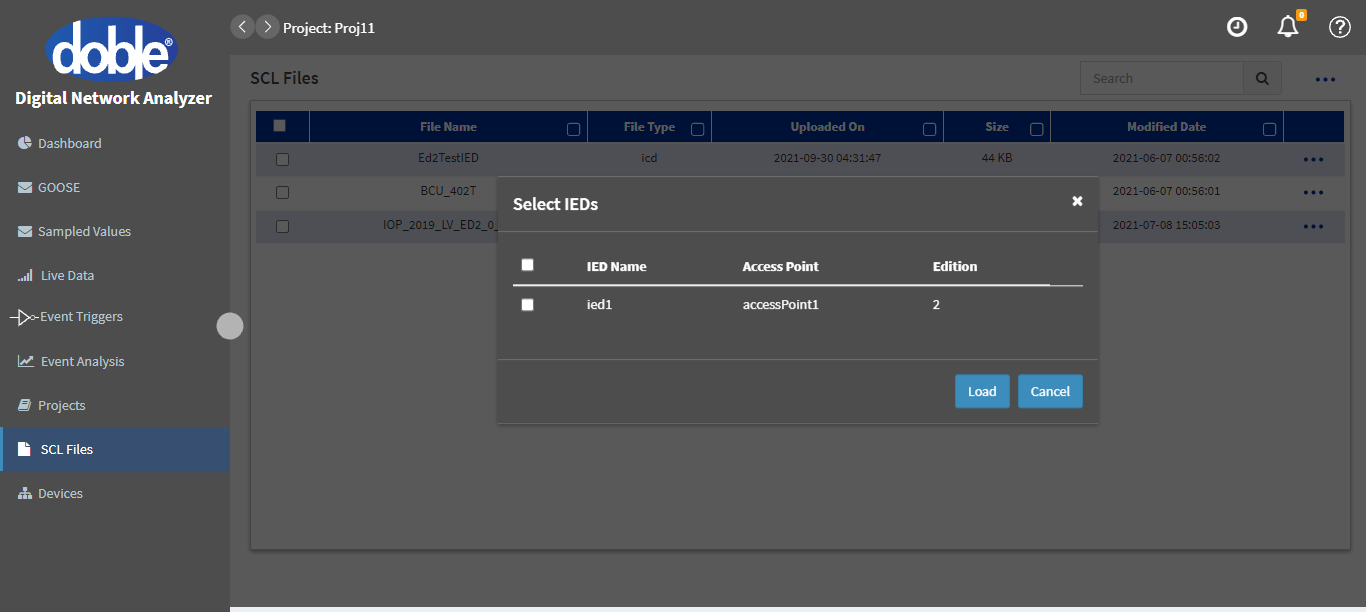 doble®
Digital Network Analyzer
Dashboard
GOOSE
Sampled Values
Live Data
Event Triggers
Event Analysis
Projects
SCL Files
Devices
Project: Proj11
0
SCL Files
Search
File Name File Type Uploaded On Size Modified Date
Ed2TestIED icd 2021-09-30 04:31:47 44 KB 2021-06-07 00:56:02
BCU_402T 2021-06-07 00:56:01
IOP_2019_LV_ED2_0_ 2021-07-08 15:05:03
Select IEDs
IED Name Access Point Edition
ied1 accessPoint1 2
Load Cancel